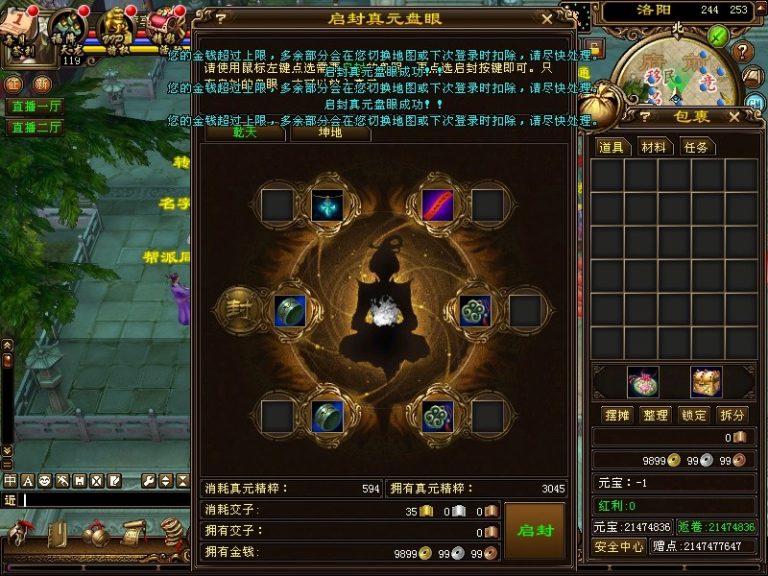 启封真元盘眼
洛阳 244 253
北
119
您的金钱超过上限，多余部分会在您切换地图或下次登录时扣除，请尽快处理。
启封真元盘眼成功！！
您的金钱超过上限，多余部分会在您切换地图或下次登录时扣除，请尽快处理。
启封真元盘眼成功！！
您的金钱超过上限，多余部分会在您切换地图或下次登录时扣除，请尽快处理。
直播一厅
直播二厅
乾天
坤地
包裹
道具
材料
任务
封
消耗真元精粹： 594
拥有真元精粹： 3045
消耗交子： 35 0 0
拥有交子： 0
拥有金钱： 9899 99 99
启封
摆摊
整理
锁定
拆分
0
9899 99 99
元宝：-1
红利:0
元宝:21474836
返卷:21474836
安全中心
赠点:2147477647
近